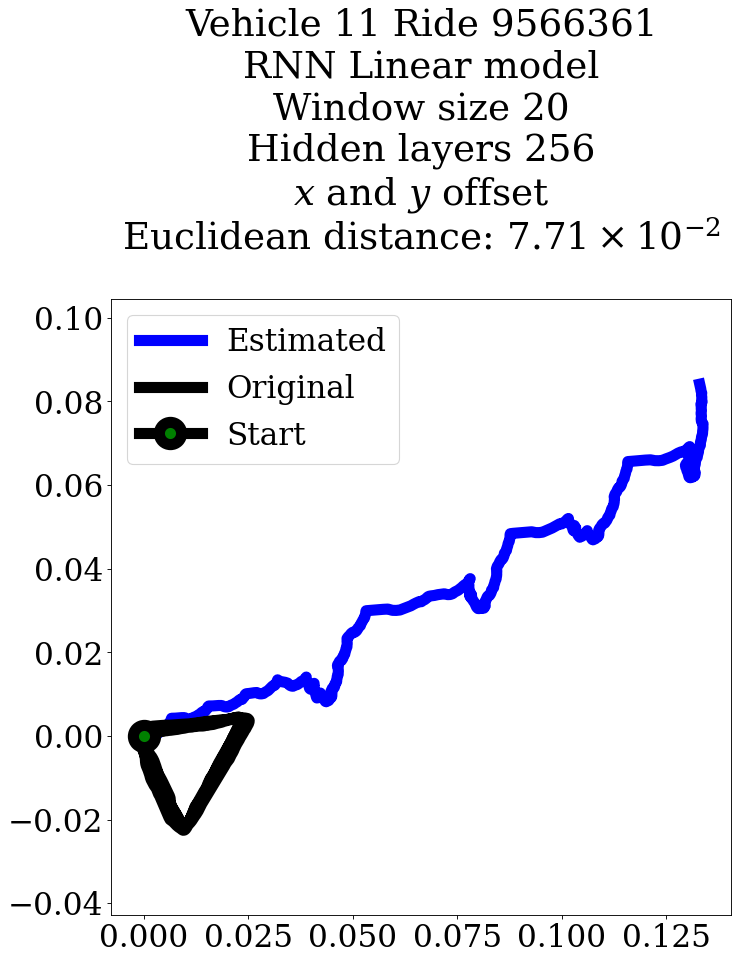 Vehicle 11 Ride 9566361
RNN Linear model
Window size 20
Hidden layers 256
x and y offset
Euclidean distance: 7.71 × 10⁻²
Estimated
Original
Start
0.10
0.08
0.06
0.04
0.02
0.00
−0.02
−0.04
0.000 0.025 0.050 0.075 0.100 0.125